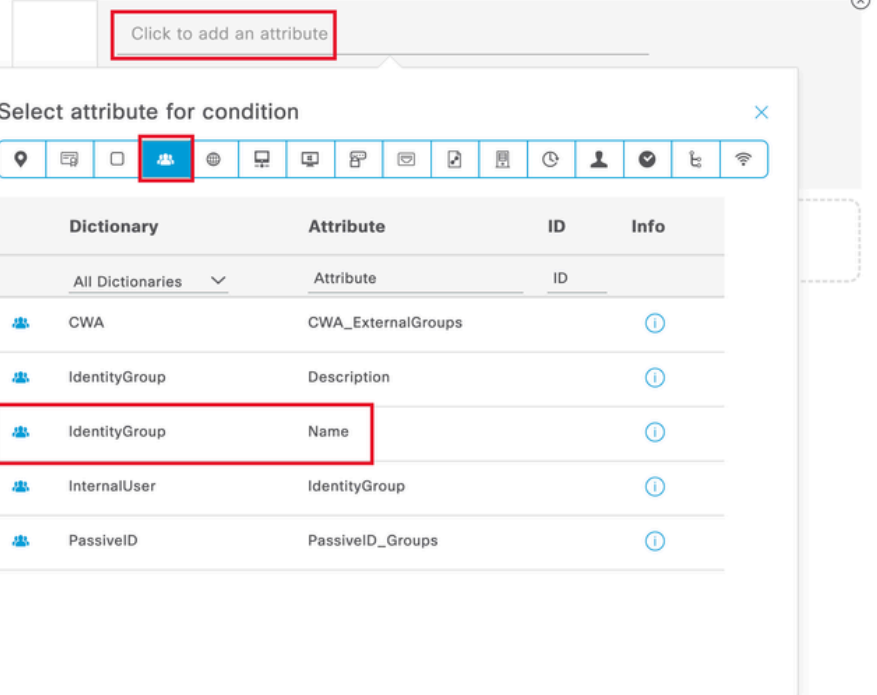 Click to add an attribute
Select attribute for condition
Dictionary Attribute ID Info
All Dictionaries Attribute ID
CWA CWA_ExternalGroups
IdentityGroup Description
IdentityGroup Name
InternalUser IdentityGroup
PassiveID PassiveID_Groups